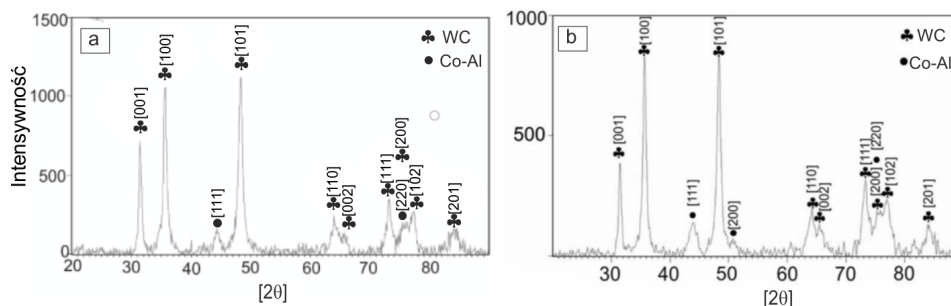 1500
a
♣ WC
● Co-Al
[101]
[100]
1000
[001]
Intensywność
[200]
500
[111]
[110]
[002]
[111]
[220]
[102]
[201]
0
20 30 40 50 60 70 80
[2θ]
1000
b
♣ WC
● Co-Al
[100]
[101]
500
[001]
[111]
[200]
[110]
[002]
[111]
[220]
[200]
[102]
[201]
30 40 50 60 70 80
[2θ]